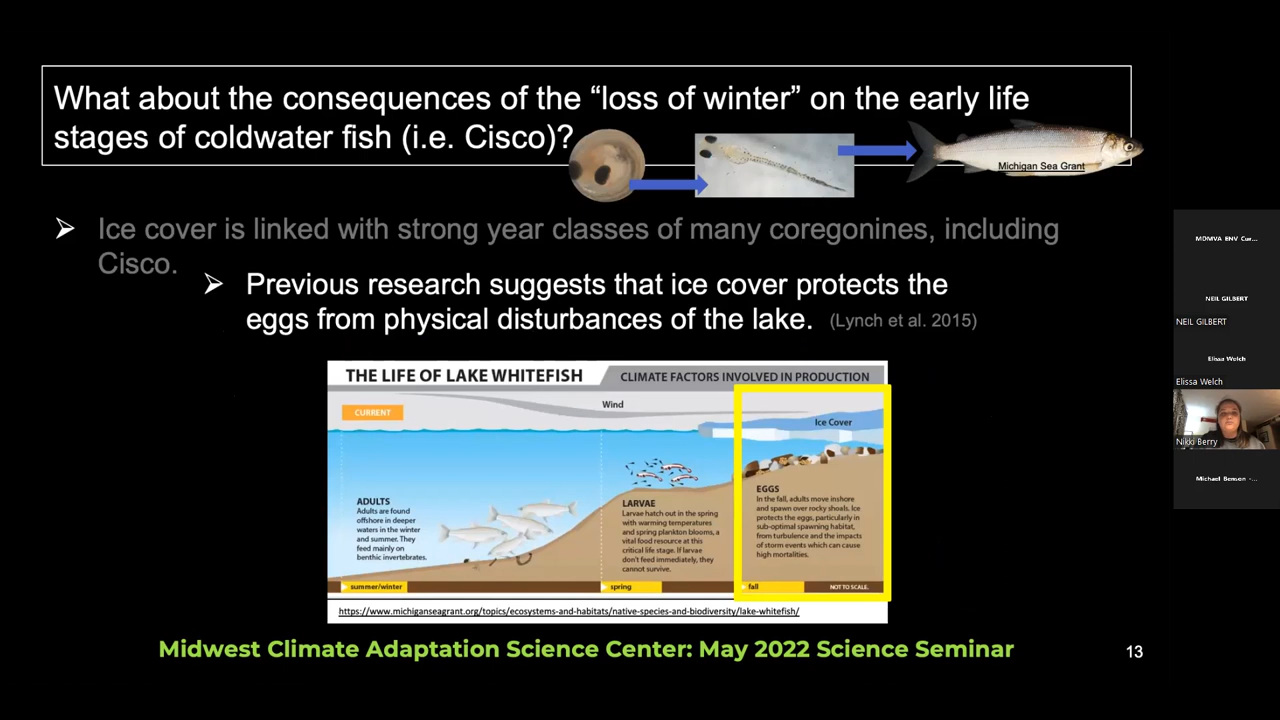 What about the consequences of the “loss of winter” on the early life
stages of coldwater fish (i.e. Cisco)?
Michigan Sea Grant
Ice cover is linked with strong year classes of many coregonines, including
Cisco.
Previous research suggests that ice cover protects the
eggs from physical disturbances of the lake. (Lynch et al. 2015)
THE LIFE OF LAKE WHITEFISH
CLIMATE FACTORS INVOLVED IN PRODUCTION
CURRENT
Wind
Ice Cover
ADULTS
Adults are found
offshore in deeper
waters in the winter
and summer. They
feed mainly on
benthic invertebrates.
LARVAE
Larvae hatch out in the spring
with warming temperatures
and spring plankton blooms, a
vital food resource at this
critical life stage. If larvae
don't feed immediately, they
cannot survive.
EGGS
In the fall, adults move inshore
and spawn over rocky shoals. Ice
protects the eggs, particularly in
sub-optimal spawning habitat,
from turbulence and the impacts
of storm events which can cause
high mortalities.
summer/winter
spring
fall
NOT TO SCALE.
https://www.michiganseagrant.org/topics/ecosystems-and-habitats/native-species-and-biodiversity/lake-whitefish/
Midwest Climate Adaptation Science Center: May 2022 Science Seminar
13
MDMVA ENV Cur...
NEIL GILBERT
NEIL GILBERT
Elissa Welch
Elissa Welch
Nikki Berry
Michael Benson -...